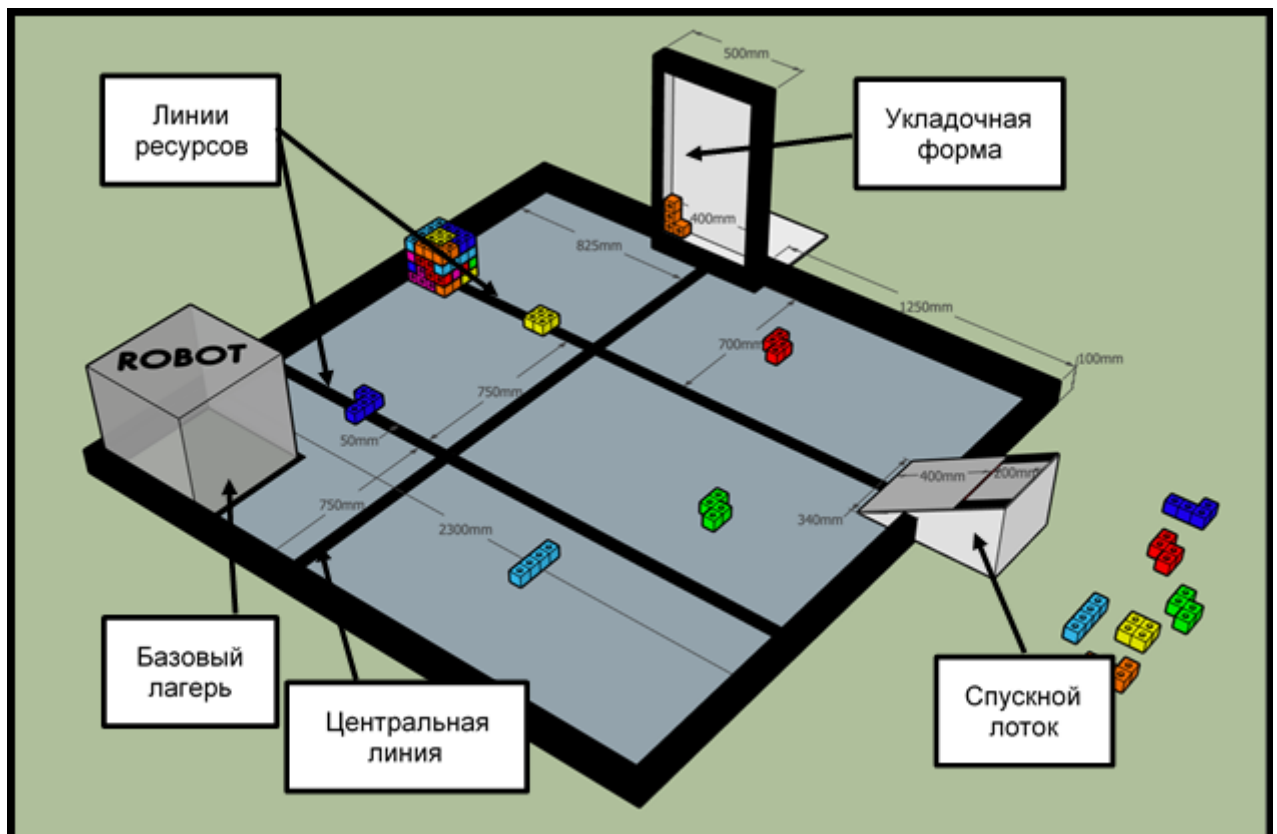 500mm
Линии
ресурсов
Укладочная
форма
400mm
825mm
1250mm
ROBOT
700mm
100mm
750mm
50mm
400mm
200mm
750mm
340mm
2300mm
Базовый
лагерь
Центральная
линия
Спускной
лоток